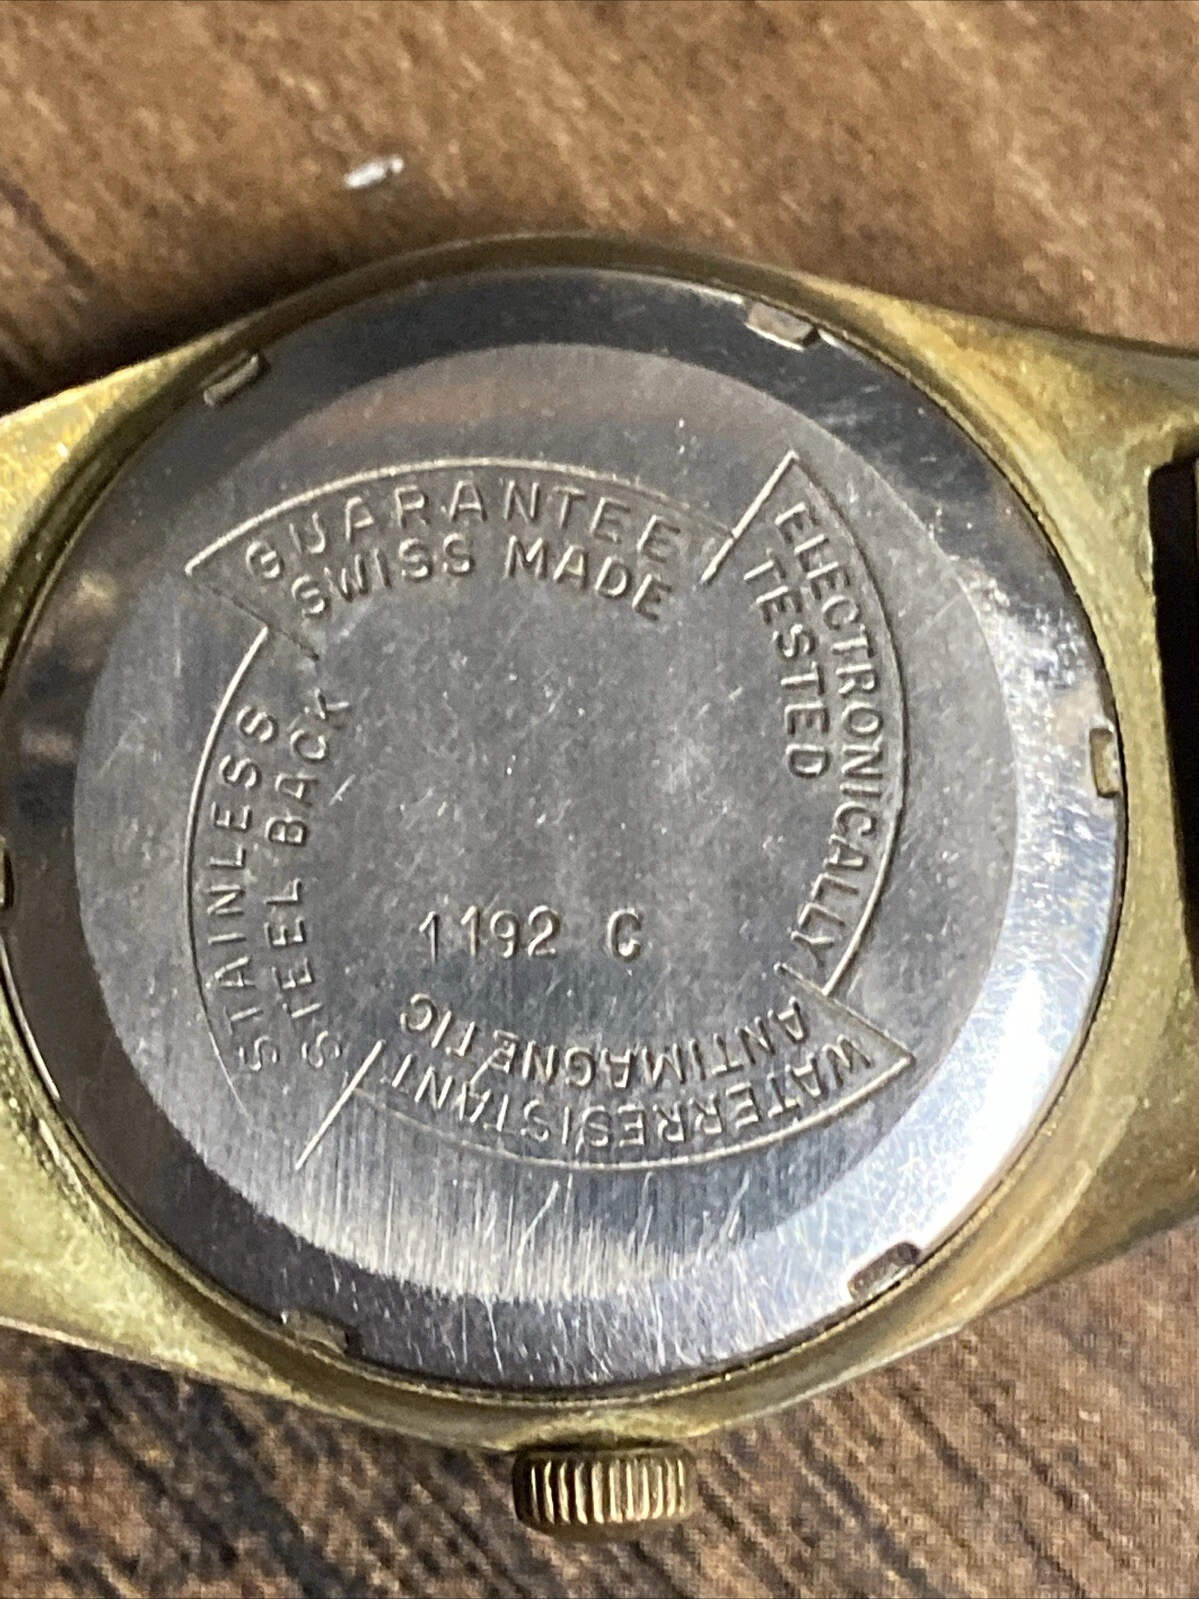 GUARANTEE
SWISS MADE
ELECTRONICALLY
TESTED
WATERRESISTANT
ANTIMAGNETIC
STAINLESS
STEEL BACK
1192 C